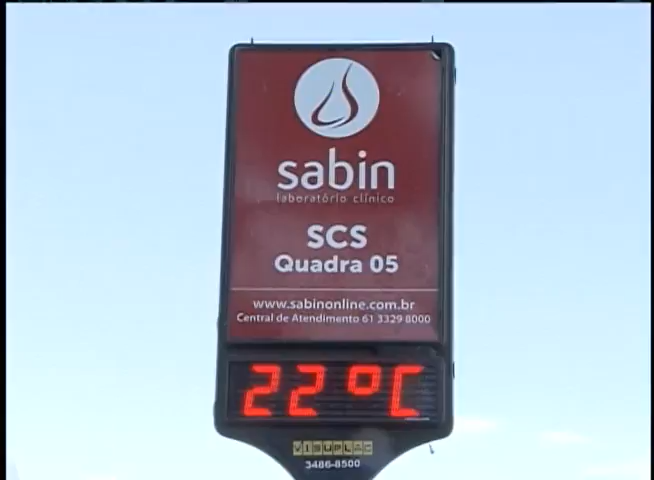 sabin
laboratório clínico
SCS
Quadra 05
www.sabinonline.com.br
Central de Atendimento 61 3329 8000
22 ºC
3486-8500